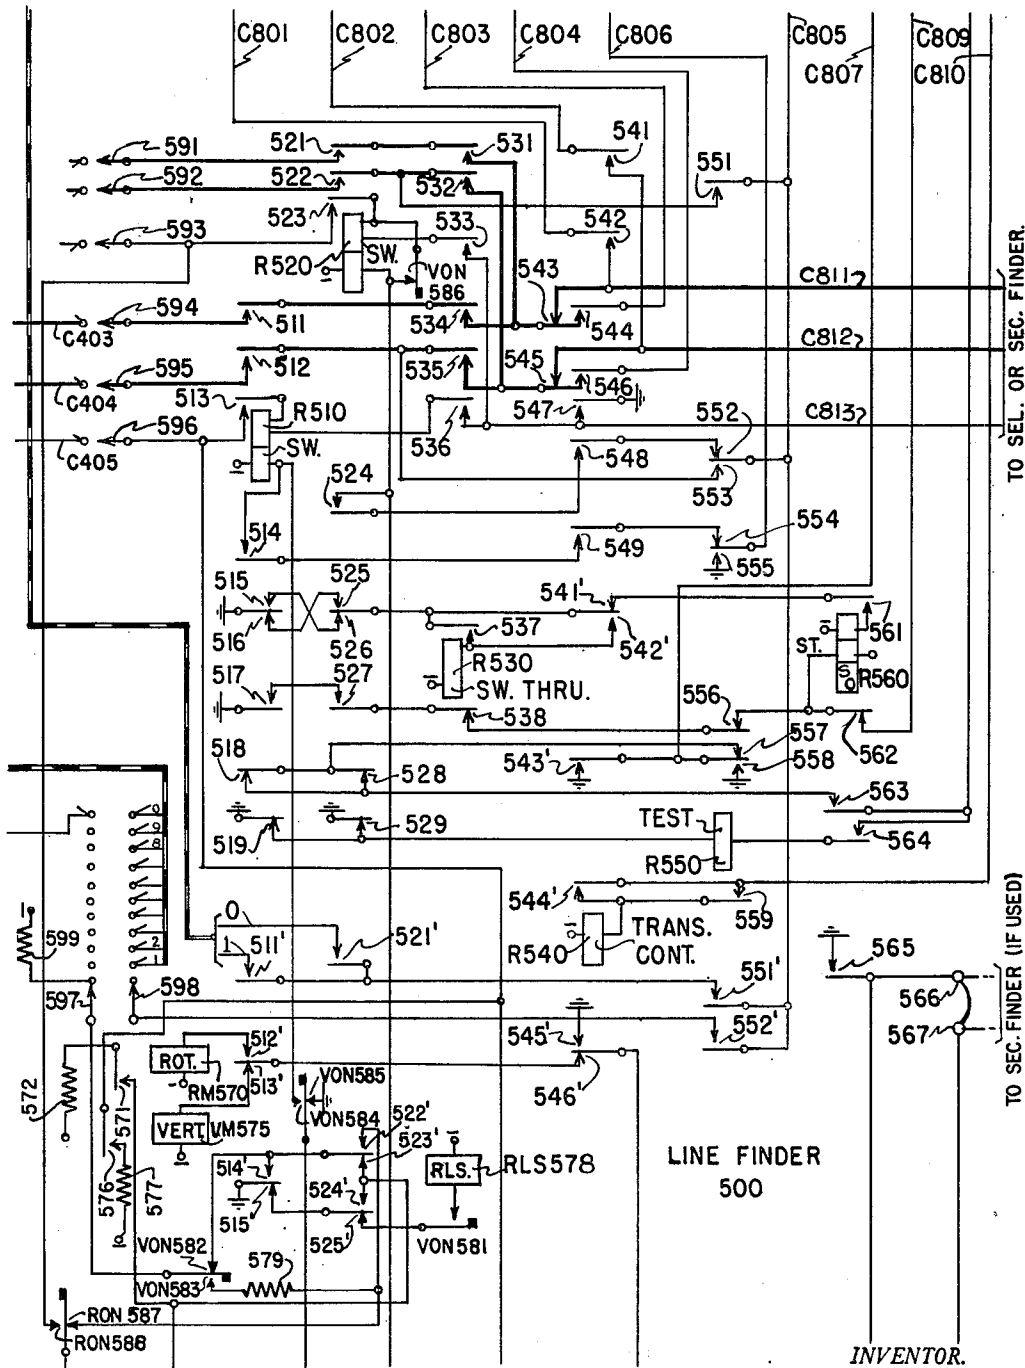 C801 C802 C803 C804 C806 C805 C809
C807 C810
591 521 531 541
592 522 532 551
593 523 533 542
R520 SW. VON 586 543
C811
594 511 534 544
C403
C812
595 512 535 545 546
C404
513 R510 547 C813
596 536 552
C405 SW. 548
524 553
514 549 554
555
515 525 541'
516 526 537 542' 561
ST. SO R560
R530
517 527 SW. THRU. 556
538 557
518 528 543' 558 562
563
519 529 TEST 564
R550
0 9 8
544' 559
599 0 521' R540 TRANS. CONT.
2 1 1 511' 565
551'
597 598 566
552' 567
512' 545'
ROT. 513' 546'
RM570 VON585
572 571 VON584 522'
VERT. VM575 523'
514' RLS. RLS578
576 577 524'
515' 525'
VON581
VON582 579
VON583
RON587
RON588
LINE FINDER
500
TO SEL. OR SEC. FINDER.
TO SEC. FINDER (IF USED)
INVENTOR.